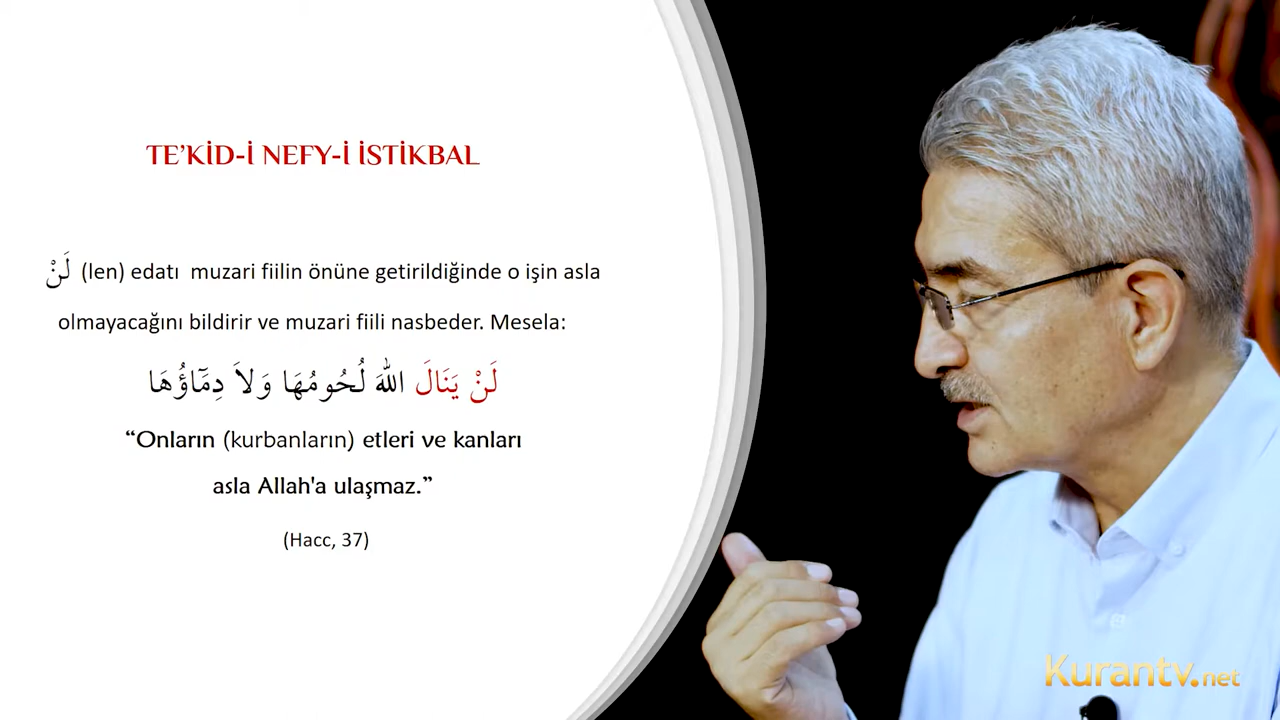 TE’KİD-İ NEFY-İ İSTİKBAL
لَنْ (len) edatı muzari fiilin önüne getirildiğinde o işin asla
olmayacağını bildirir ve muzari fiili nasbeder. Mesela:
لَنْ يَنَالَ اللهَ لُحُومُهَا وَلاَ دِمَٓاؤُهَا
“Onların (kurbanların) etleri ve kanları
asla Allah'a ulaşmaz.”
(Hacc, 37)
Kurantv.net